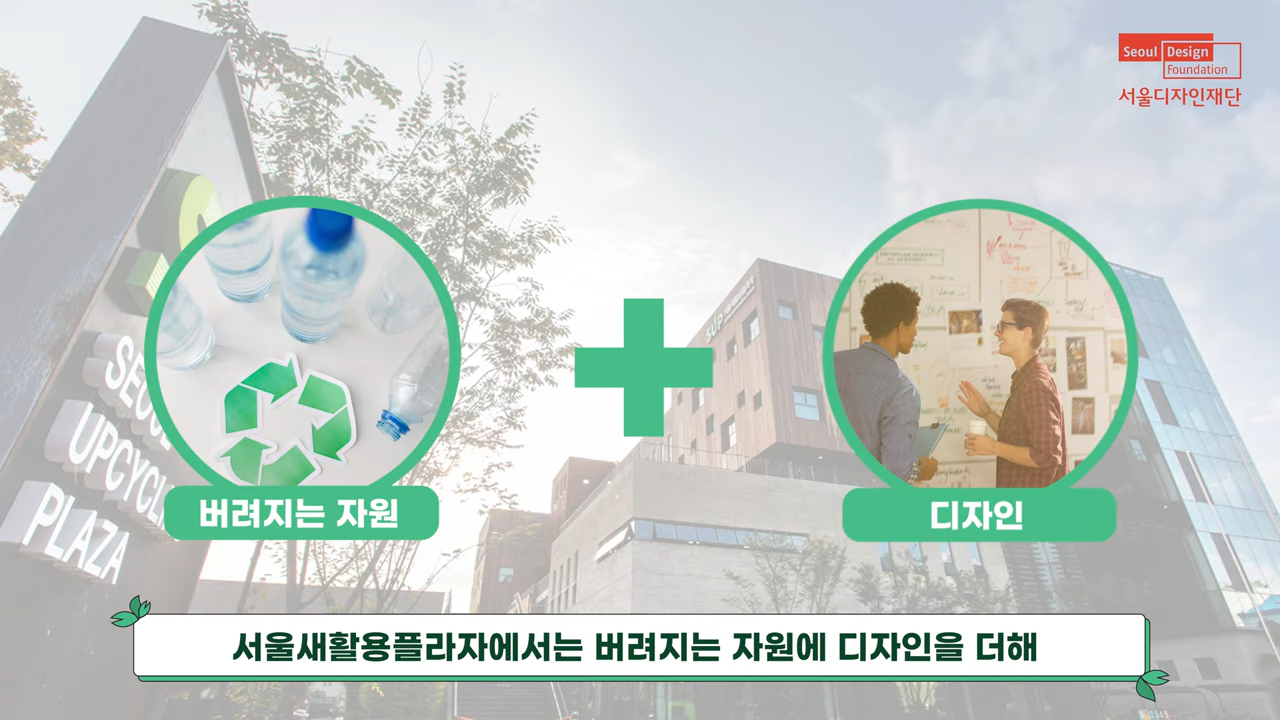 Seoul Design
Foundation
서울디자인재단
SUP
SEOUL
UPCYCLING
PLAZA
버려지는 자원
디자인
서울새활용플라자에서는 버려지는 자원에 디자인을 더해